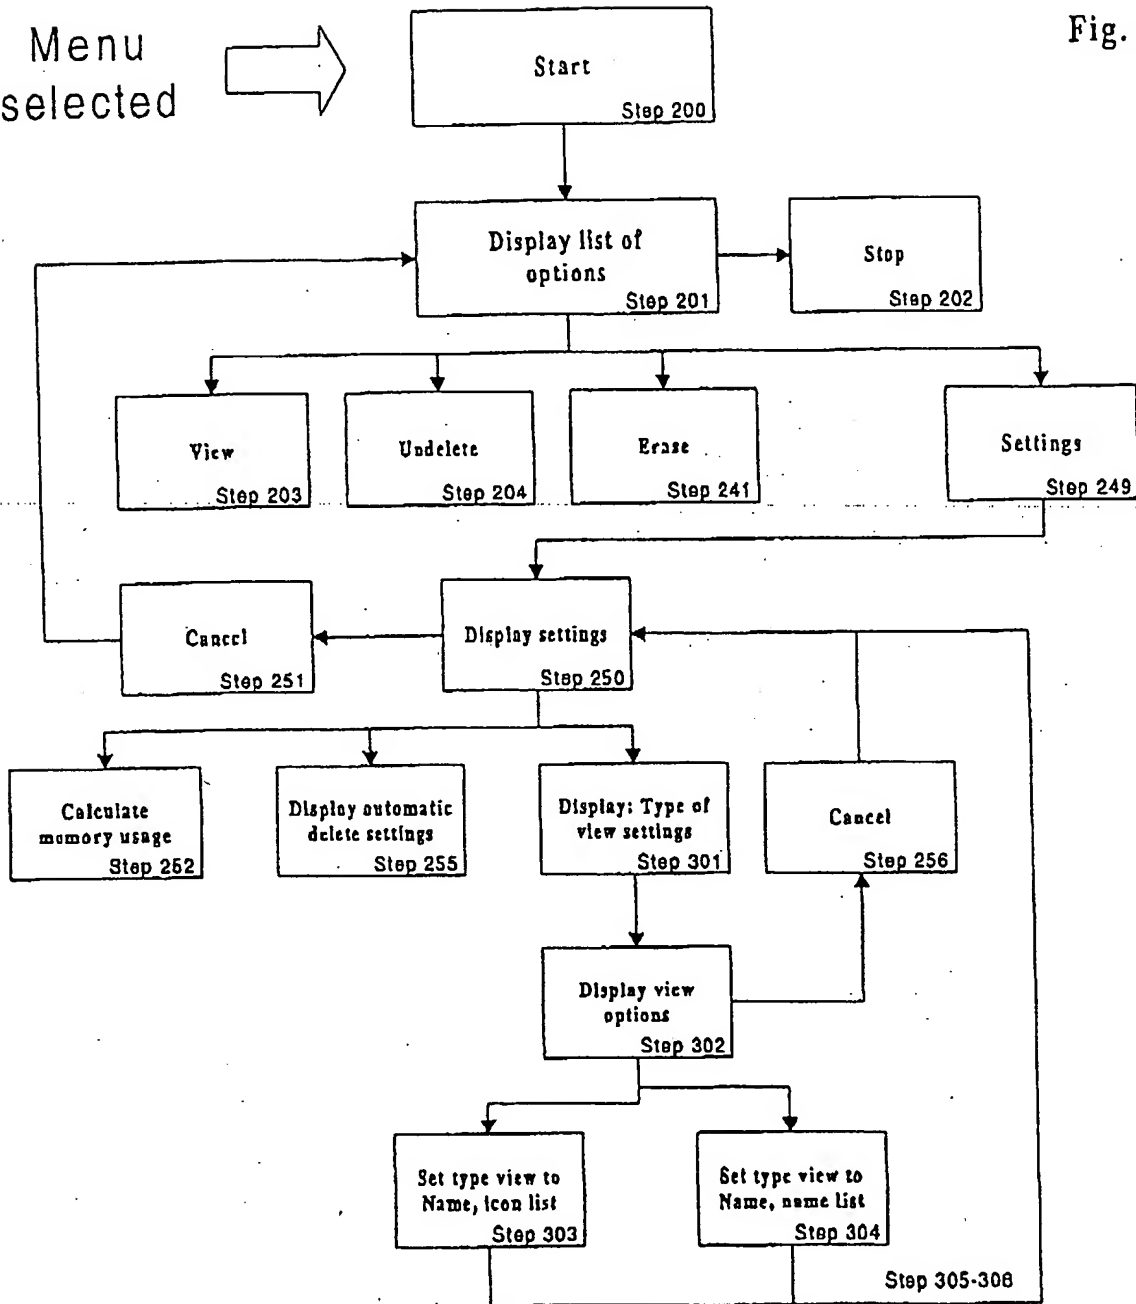 Menu
selected
Fig.
Start
Step 200
Display list of
options
Step 201
Stop
Step 202
View
Step 203
Undelete
Step 204
Erase
Step 241
Settings
Step 249
Cancel
Step 251
Display settings
Step 250
Calculate
memory usage
Step 252
Display automatic
delete settings
Step 255
Display: Type of
view settings
Step 301
Cancel
Step 256
Display view
options
Step 302
Set type view to
Name, icon list
Step 303
Set type view to
Name, name list
Step 304
Step 305-308